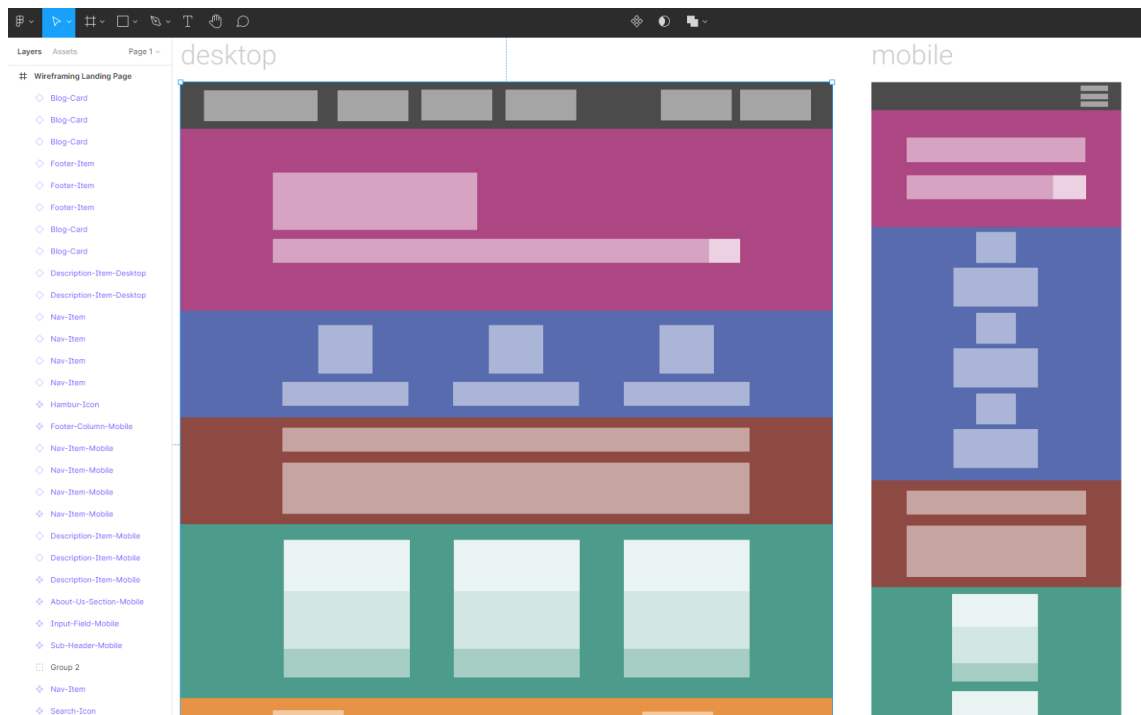 Layers Assets Page 1
desktop
mobile
Wireframing Landing Page
Blog-Card
Blog-Card
Blog-Card
Footer-Item
Footer-Item
Footer-Item
Blog-Card
Blog-Card
Description-Item-Desktop
Description-Item-Desktop
Nav-Item
Nav-Item
Nav-Item
Nav-Item
Hambur-Icon
Footer-Column-Mobile
Nav-Item-Mobile
Nav-Item-Mobile
Nav-Item-Mobile
Nav-Item-Mobile
Description-Item-Mobile
Description-Item-Mobile
Description-Item-Mobile
About-Us-Section-Mobile
Input-Field-Mobile
Sub-Header-Mobile
Group 2
Nav-Item
Search-Icon